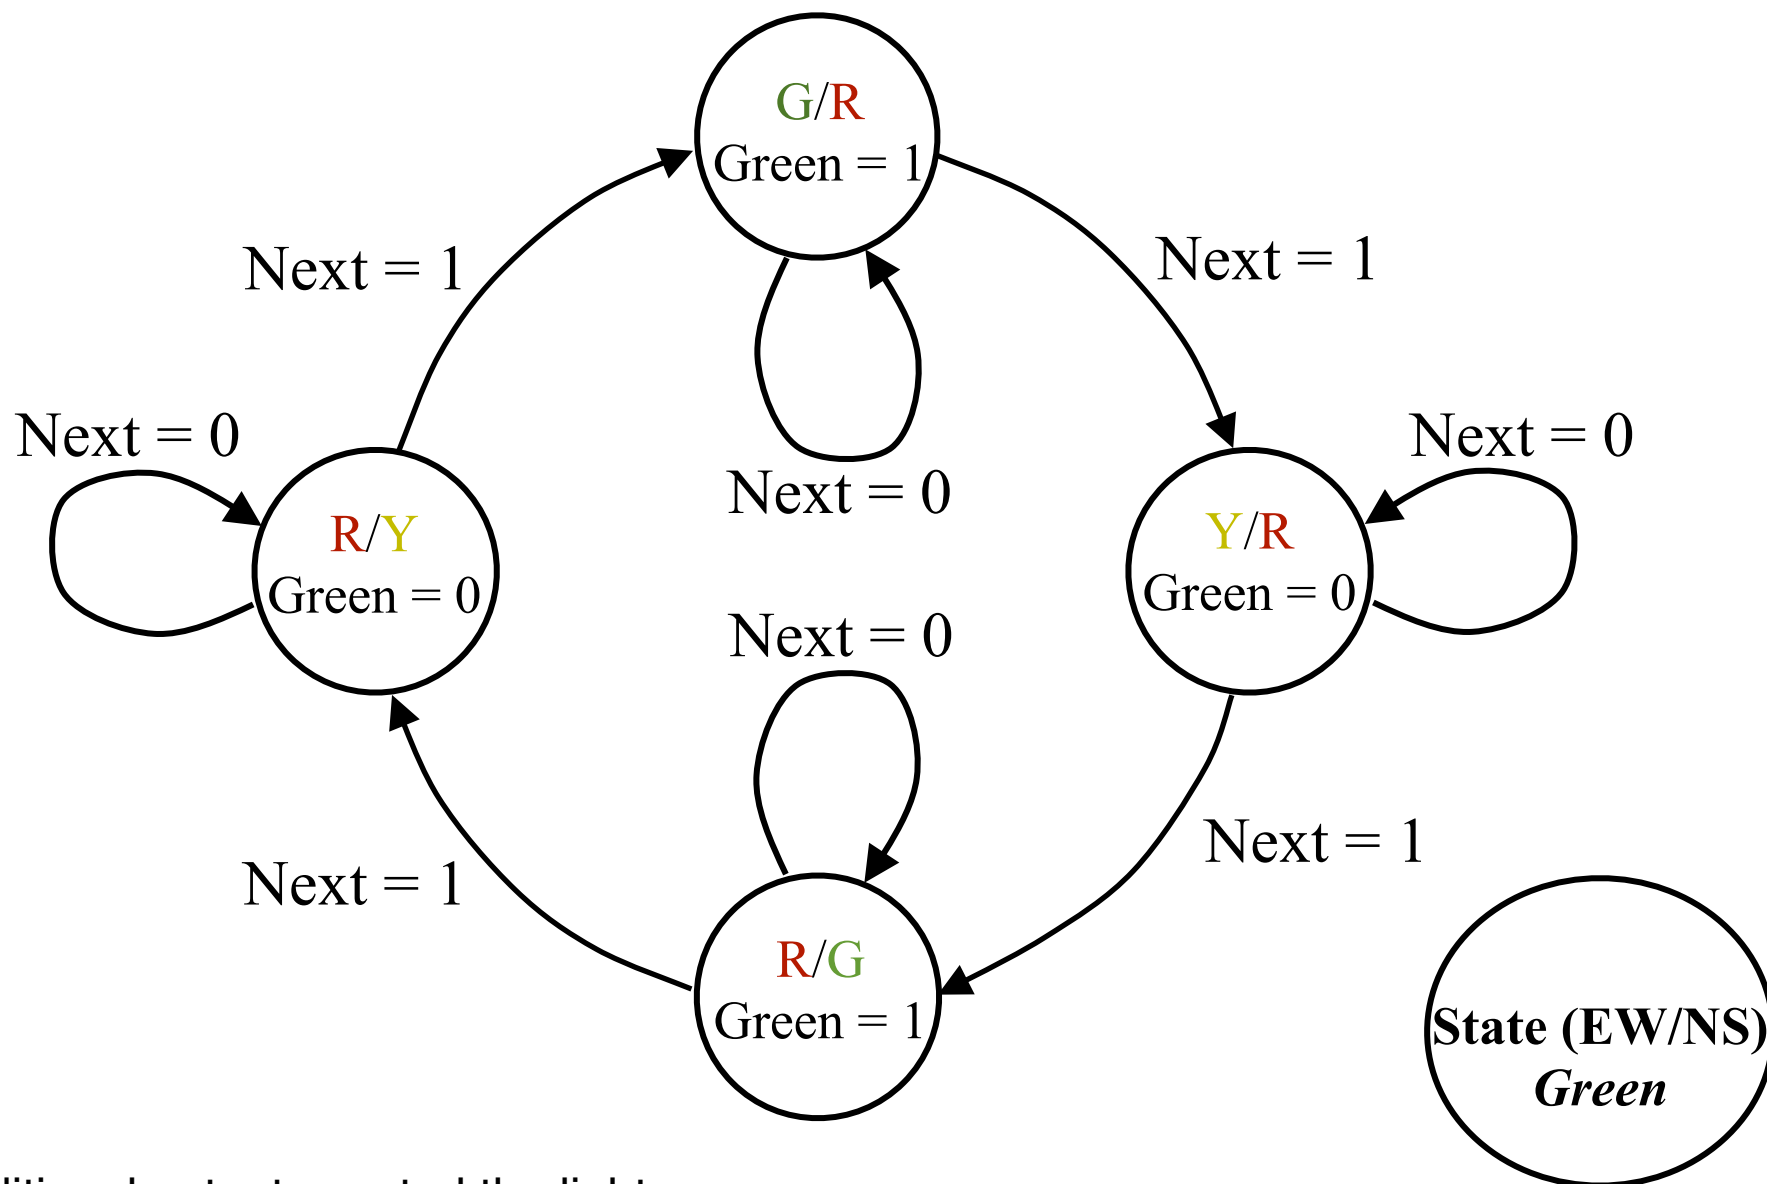 G/R
Green = 1
Next = 1
Next = 1
Next = 0
Next = 0
Next = 0
R/Y
Green = 0
Y/R
Green = 0
Next = 0
Next = 1
Next = 1
R/G
Green = 1
State (EW/NS)
Green